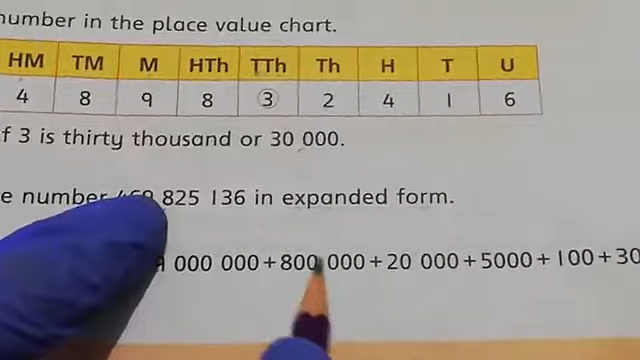 number in the place value chart.
HM TM M HTh TTh Th H T U
4 8 9 8 3 2 4 1 6
f 3 is thirty thousand or 30 000.
e number 469 825 136 in expanded form.
000 000 + 800 000 + 20 000 + 5000 + 100 + 30